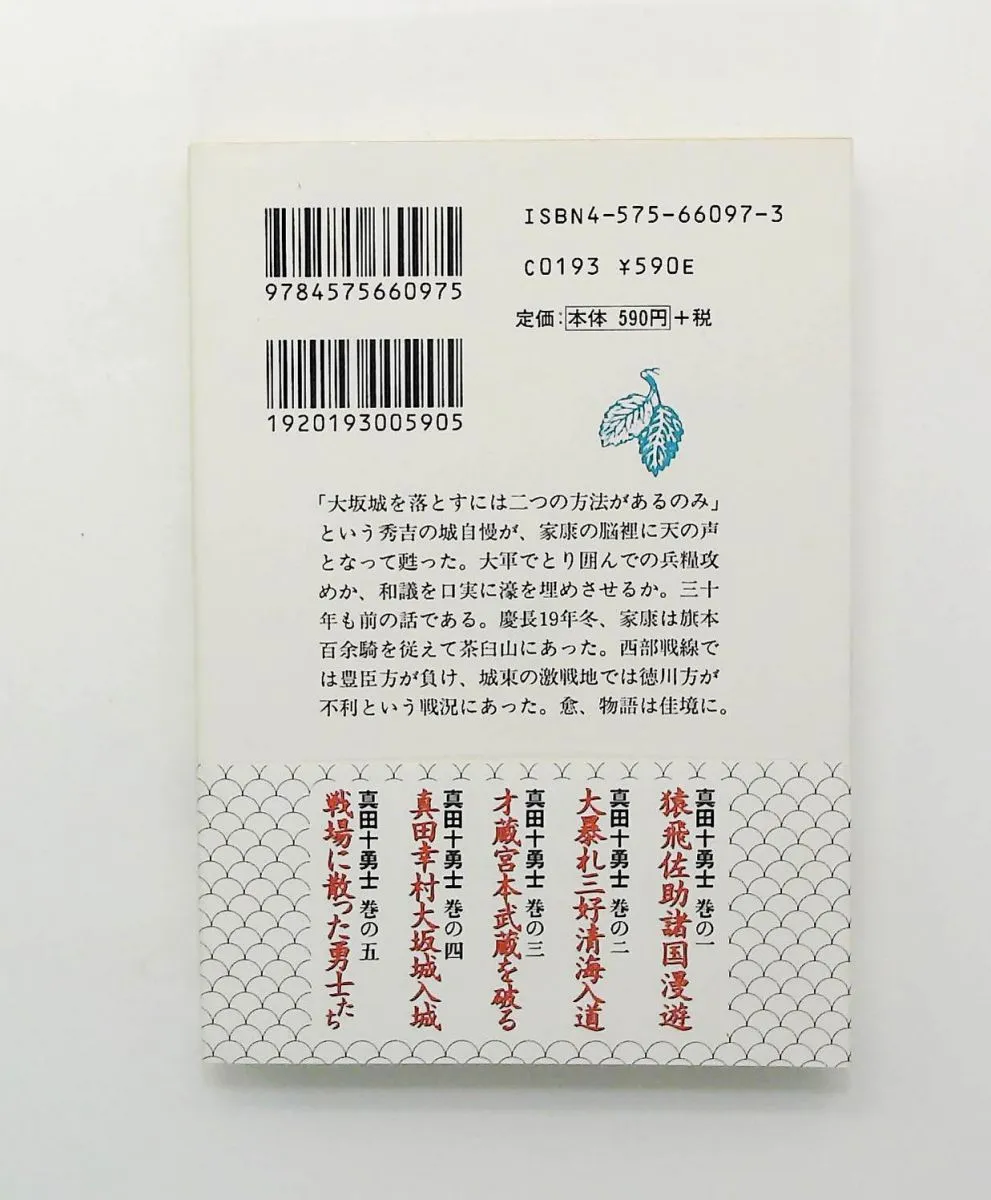 9784575660975
1920193005905
ISBN4-575-66097-3
C0193 ¥590E
定価:本体 590円+税
「大坂城を落とすには二つの方法があるのみ」
という秀吉の城自慢が、家康の脳裡に天の声
となって甦った。大軍でとり囲んでの兵糧攻
めか、和議を口実に濠を埋めさせるか。三十
年も前の話である。慶長19年冬、家康は旗本
百余騎を従えて茶臼山にあった。西部戦線で
は豊臣方が負け、城東の激戦地では徳川方が
不利という戦況にあった。愈、物語は佳境に。
真田十勇士 巻の一
猿飛佐助諸国漫遊
真田十勇士 巻の二
大暴れ三好清海入道
真田十勇士 巻の三
才蔵宮本武蔵を破る
真田十勇士 巻の四
真田幸村大坂城入城
真田十勇士 巻の五
戦場に散った勇士たち